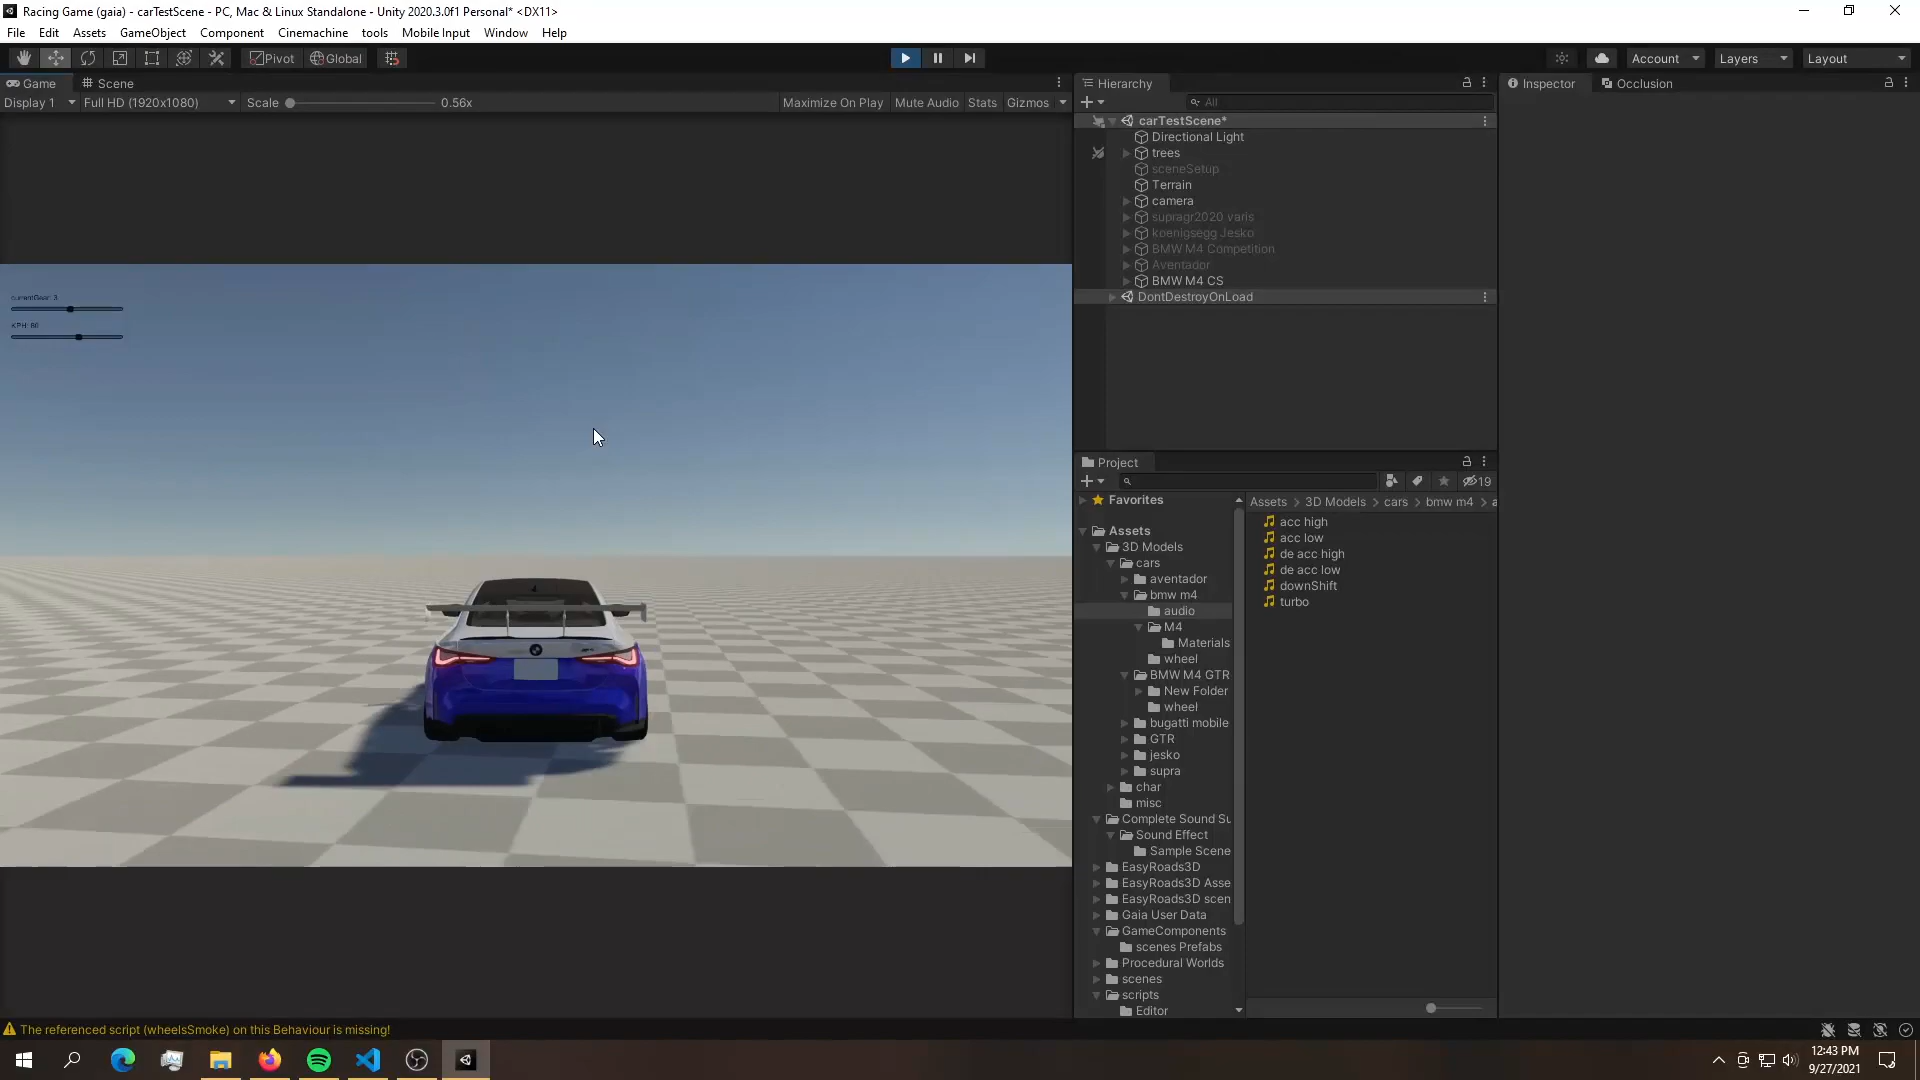 Racing Game (gaia) - carTestScene - PC, Mac & Linux Standalone - Unity 2020.3.0f1 Personal* <DX11>
File Edit Assets GameObject Component Cinemachine tools Mobile Input Window Help
Pivot Global Account Layers Layout
Game Scene
Display 1 Full HD (1920x1080) Scale 0.56x Maximize On Play Mute Audio Stats Gizmos
currentGear: 3
Hierarchy
All
carTestScene*
Directional Light
trees
sceneSetup
Terrain
camera
supragr2020 varis
koenigsegg Jesko
BMW M4 Competition
Aventador
BMW M4 CS
DontDestroyOnLoad
Project
19
Favorites
Assets
3D Models
cars
aventador
bmw m4
audio
M4
Materials
wheel
BMW M4 GTR
New Folder
wheel
bugatti mobile
GTR
jesko
supra
char
misc
Complete Sound Su
Sound Effect
Sample Scene
EasyRoads3D
EasyRoads3D Asse
EasyRoads3D scen
Gaia User Data
GameComponents
scenes Prefabs
Procedural Worlds
scenes
scripts
Editor
Assets > 3D Models > cars > bmw m4 > a
acc high
acc low
de acc high
de acc low
downShift
turbo
Inspector Occlusion
The referenced script (wheelsSmoke) on this Behaviour is missing!
12:43 PM
9/27/2021